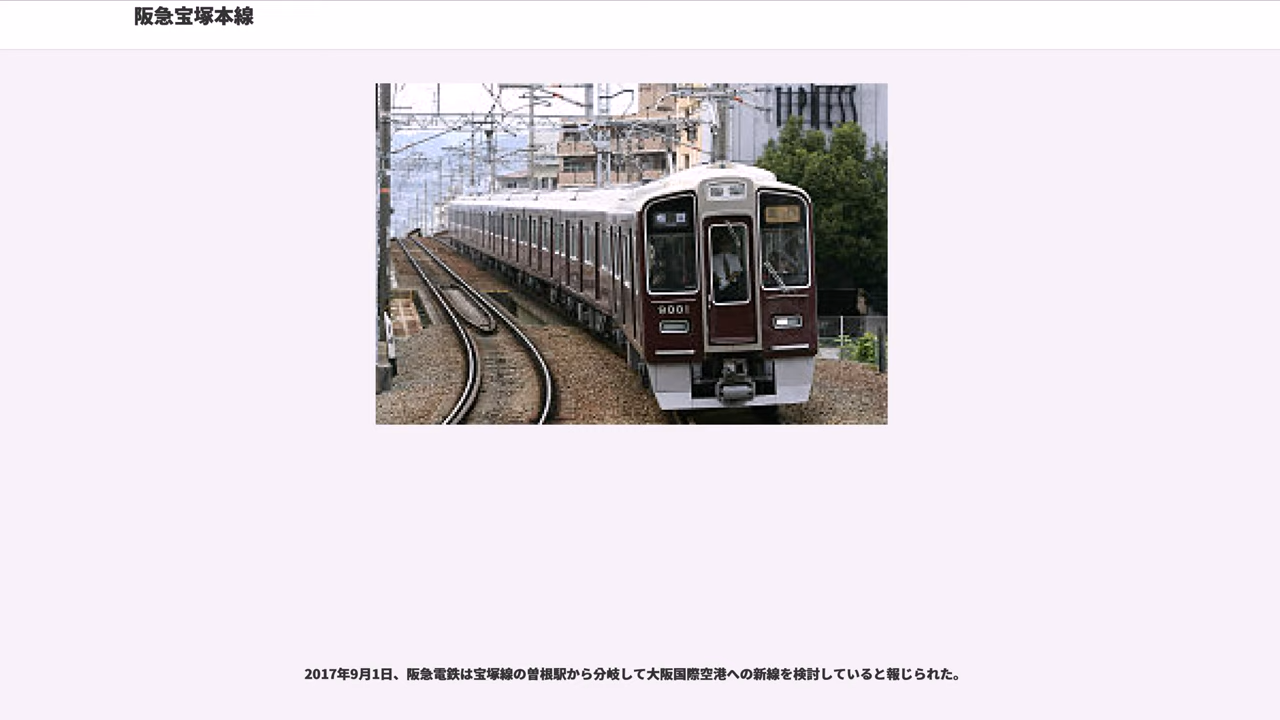 阪急宝塚本線
9001
2017年9月1日、阪急電鉄は宝塚線の曽根駅から分岐して大阪国際空港への新線を検討していると報じられた。